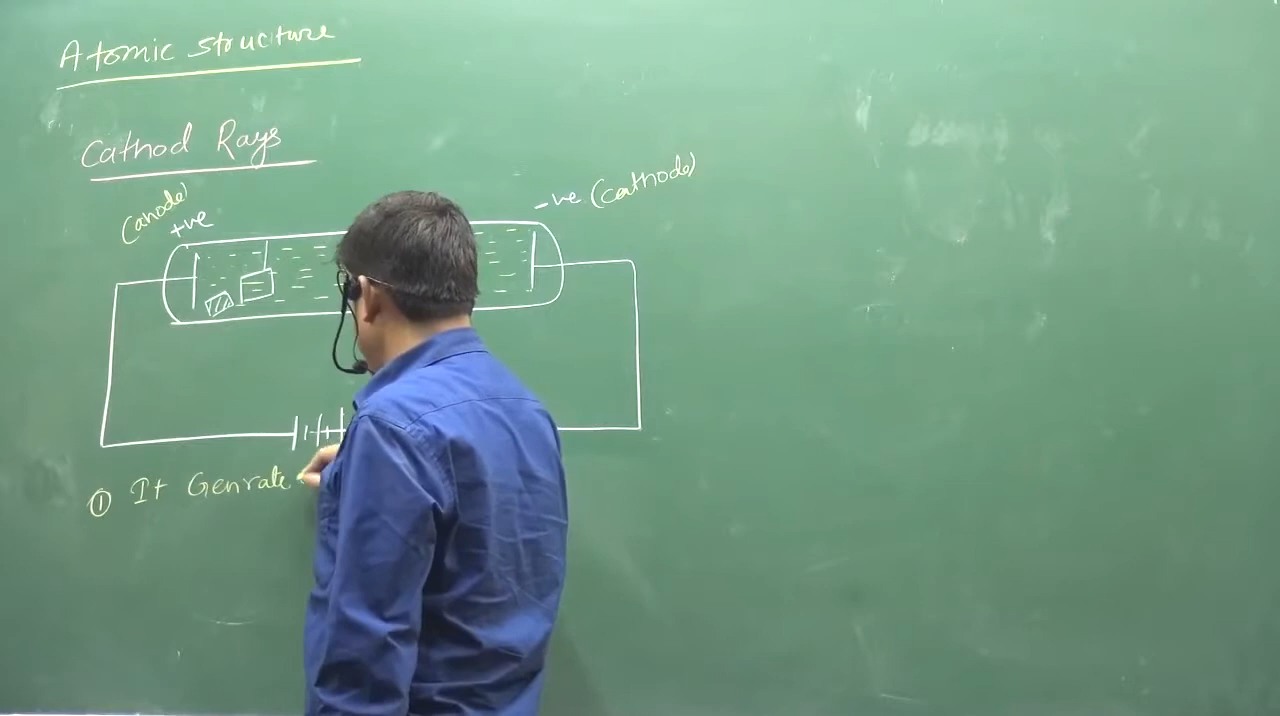 Atomic structure
Cathod Rays
(anode)
+ve
-ve (cathode)
① It Genrate